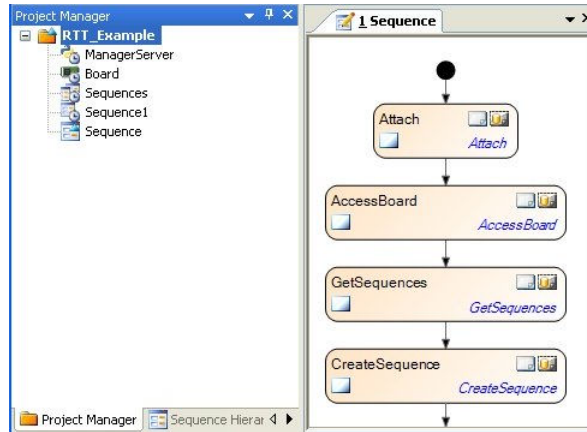 Project Manager
RTT_Example
ManagerServer
Board
Sequences
Sequence1
Sequence
Project Manager
Sequence Hierar
1 Sequence
Attach
Attach
AccessBoard
AccessBoard
GetSequences
GetSequences
CreateSequence
CreateSequence